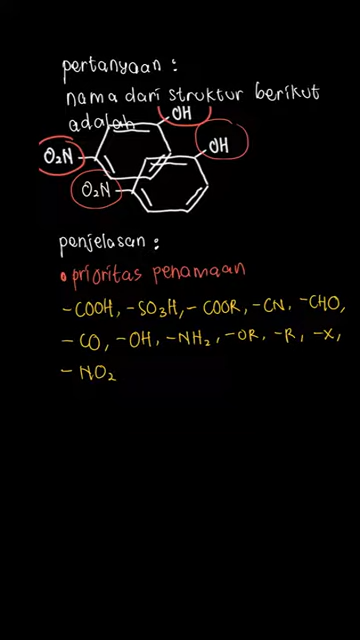 pertanyaan :
nama dari struktur berikut
adalah
OH
OH
O₂N
O₂N
penjelasan :
• prioritas penamaan
- COOH, - SO₃H, - COOR, - CN, - CHO,
- CO, - OH, - NH₂, - OR, - R, - X,
- NO₂